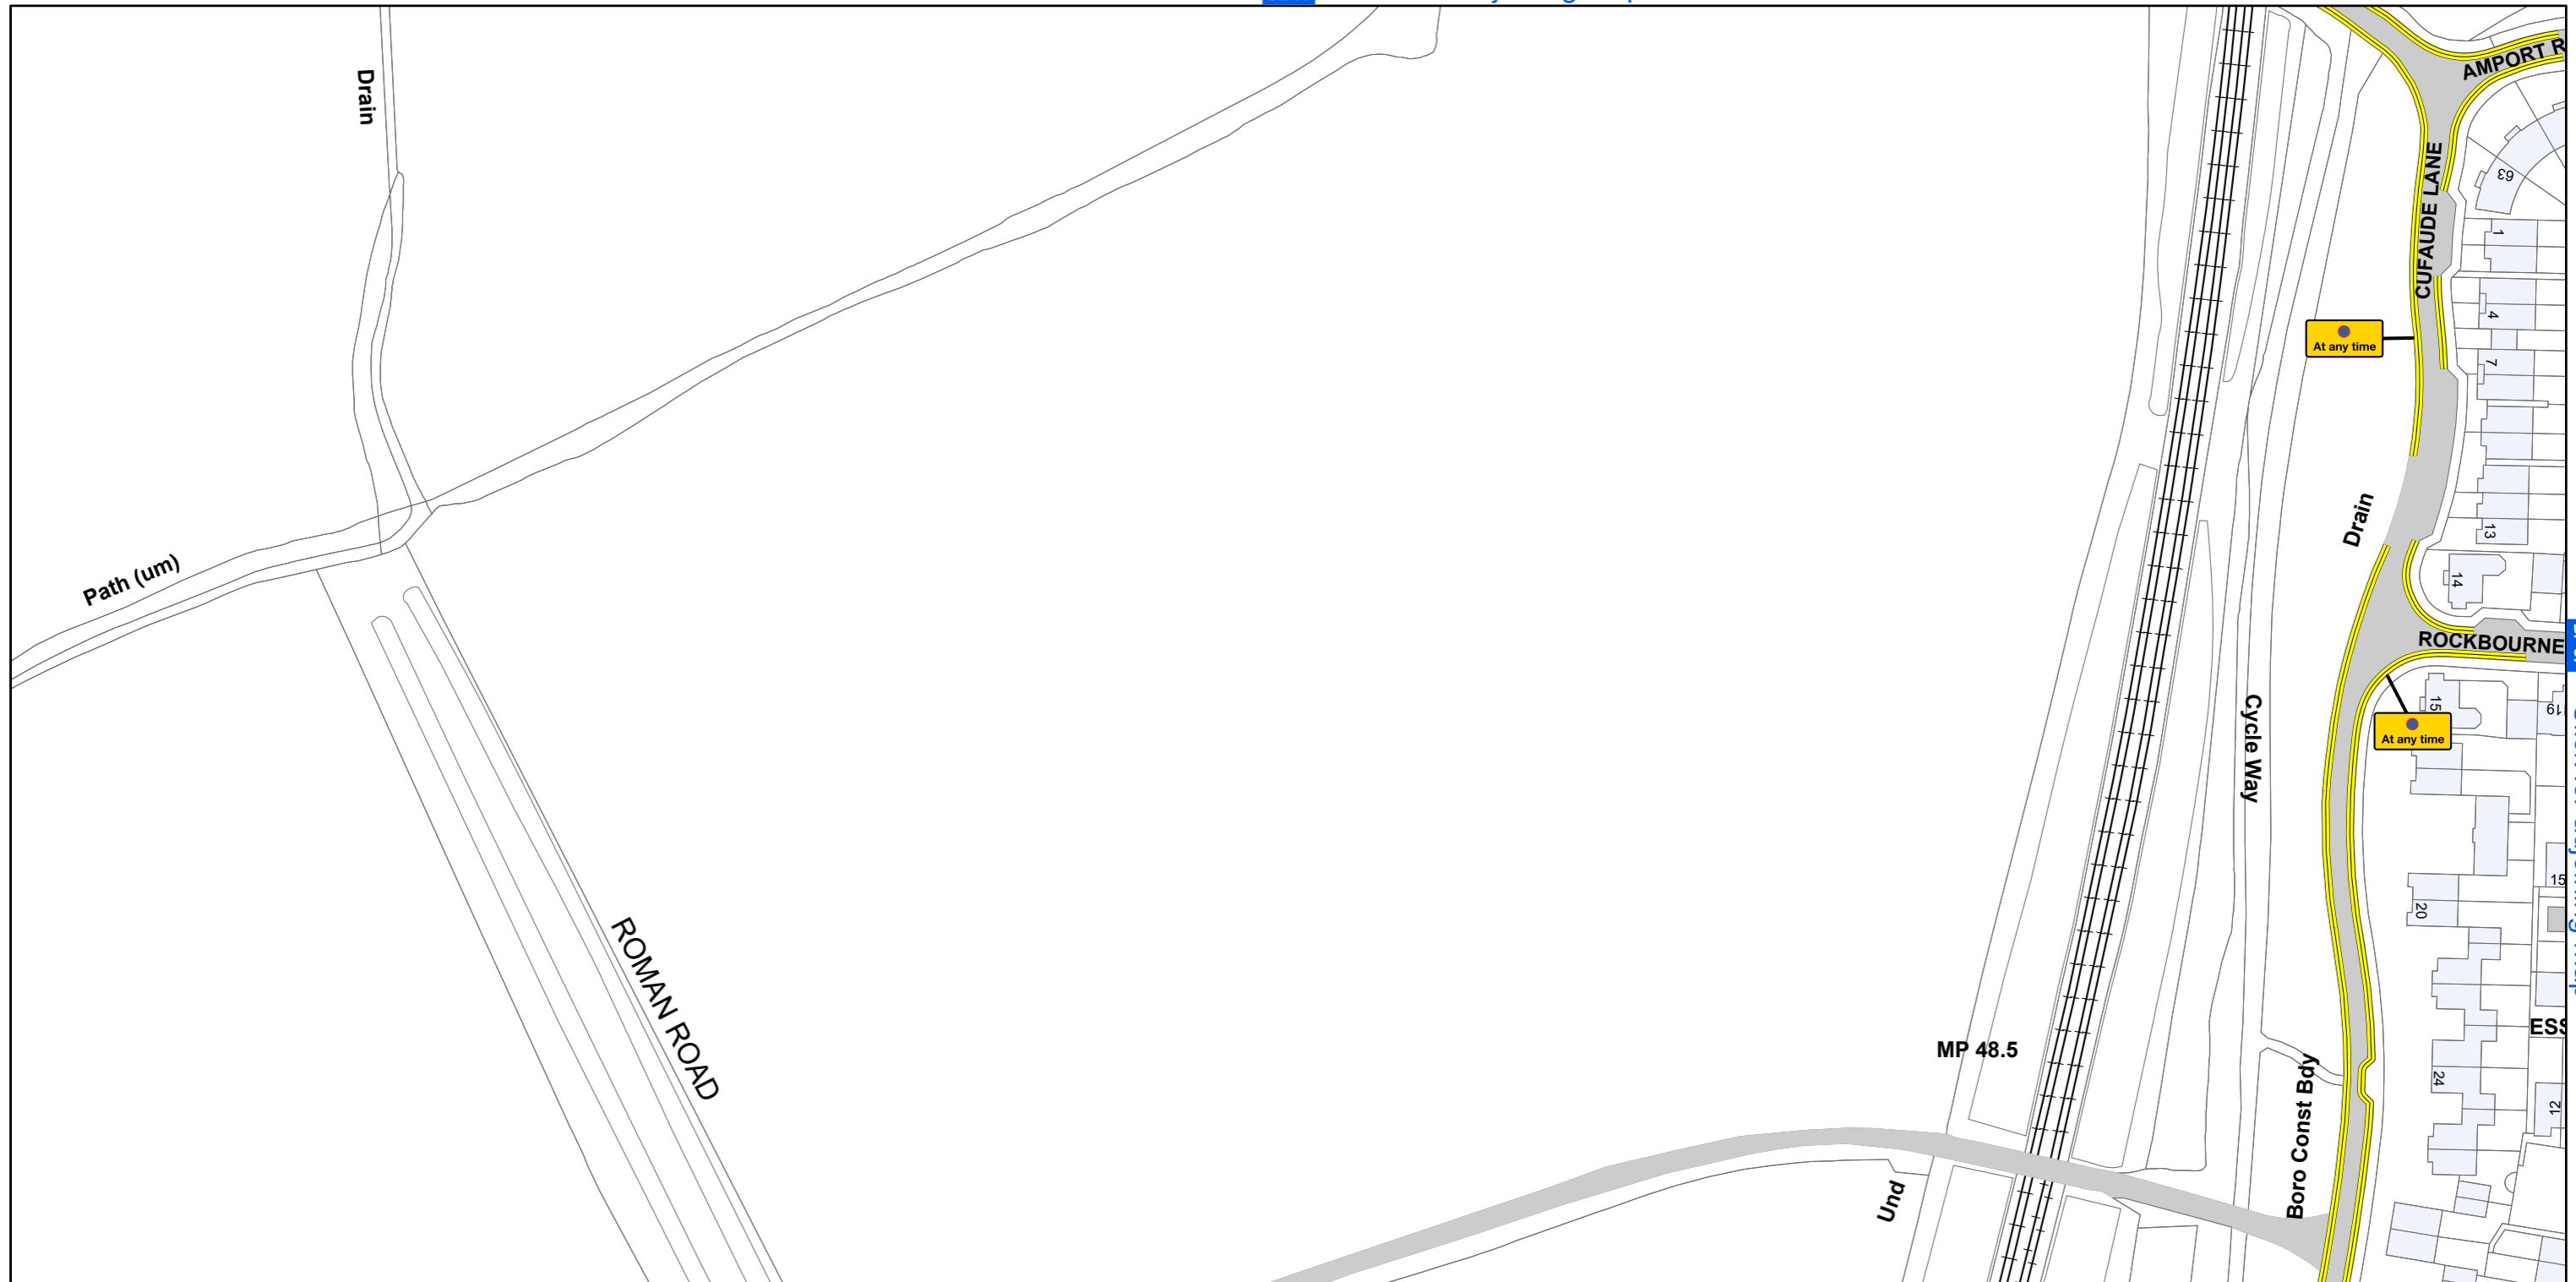 Drain
AMPORT R
CUFAUDE LANE
63
1
4
At any time
7
Drain
13
14
Path (um)
ROCKBOURNE
15
19
At any time
Cycle Way
15
20
ROMAN ROAD
ESS
MP 48.5
24
Boro Const Bdy
12
Und